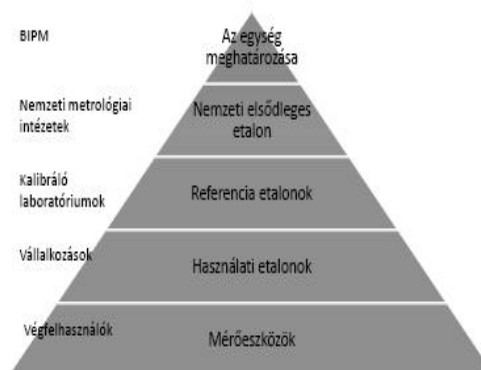 BIPM
Az egység
meghatározása
Nemzeti metrológiai
intézetek
Nemzeti elsődleges
etalon
Kalibráló
laboratóriumok
Referencia etalonok
Vállalkozások
Használati etalonok
Végfelhasználók
Mérőeszközök